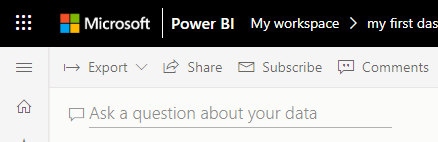 Microsoft Power BI My workspace > my first das
Export Share Subscribe Comments
Ask a question about your data